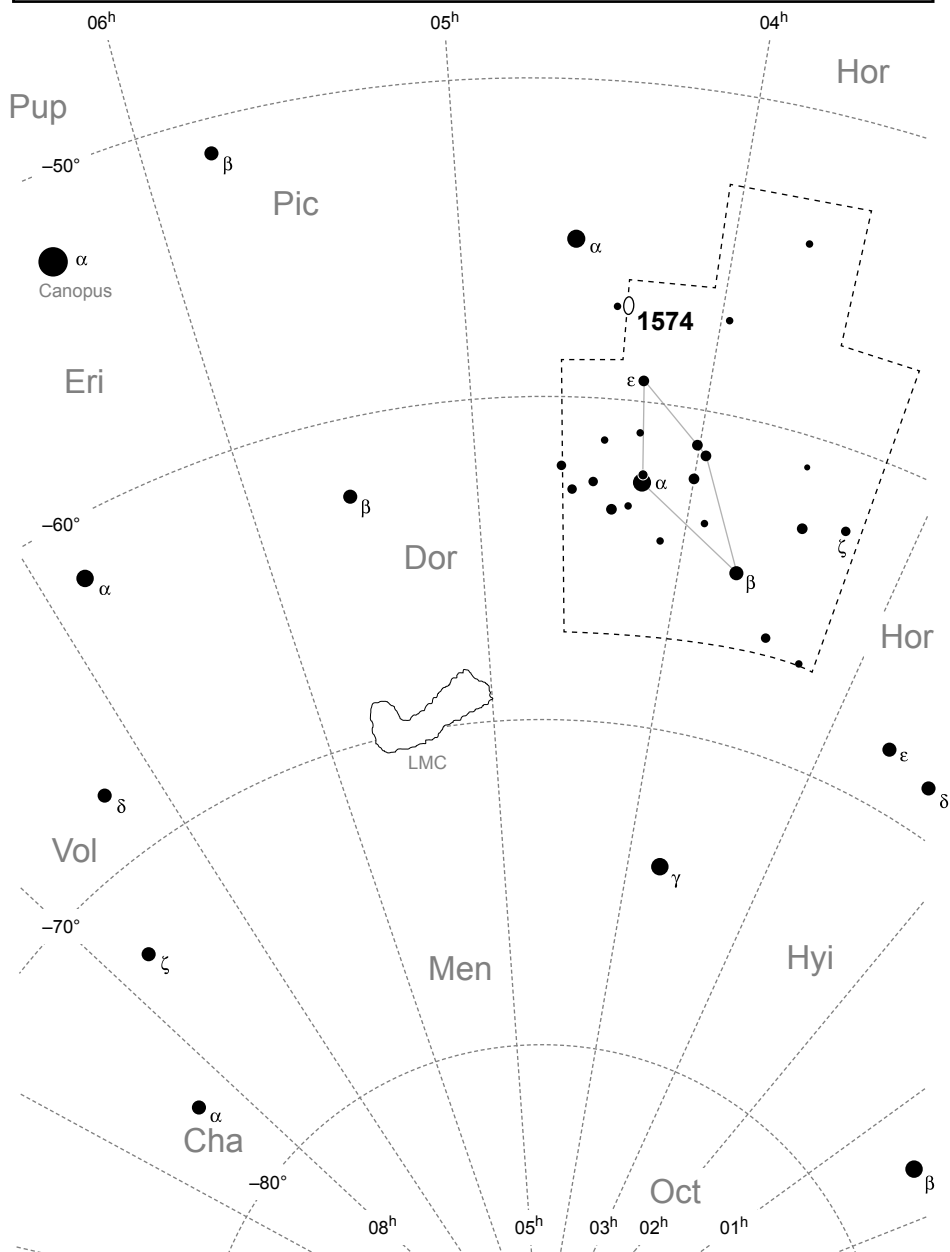 06h 05h 04h
Hor
Pup
–50°
β
Pic
α
α
Canopus
1574
Eri
ε
α
β
–60°
ζ
Dor
β
α
Hor
LMC
ε
δ
δ
Vol
γ
–70°
Hyi
ζ
Men
α
Cha
β
–80°
Oct
08h 05h 03h 02h 01h